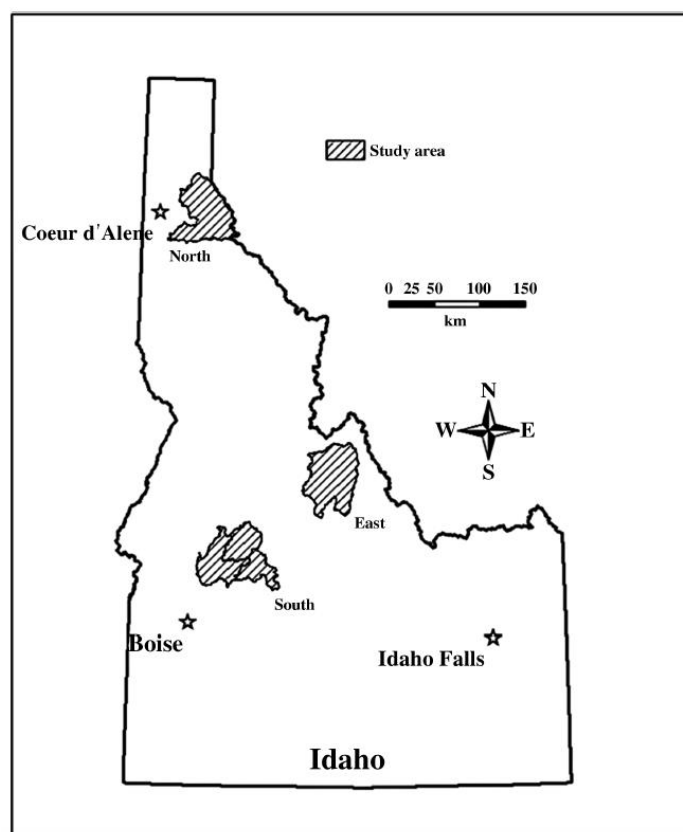 Study area
Coeur d'Alene
North
0 25 50 100 150
km
N
W E
S
East
South
Boise
Idaho Falls
Idaho